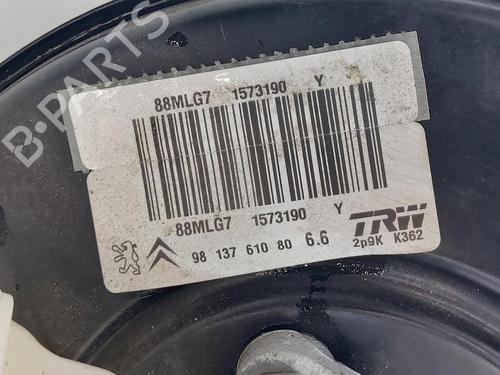 B-PARTS
88MLG7 1573190 Y
88MLG7 1573190 Y
98 137 610 80 6.6
TRW
2p9K K362